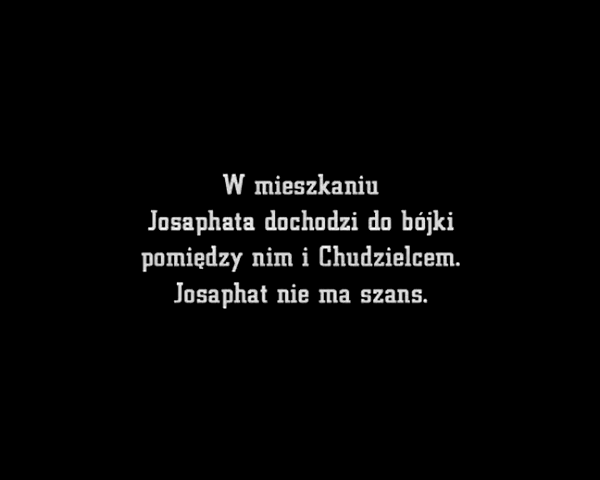 W mieszkaniu
Josaphata dochodzi do bójki
pomiędzy nim i Chudzielcem.
Josaphat nie ma szans.